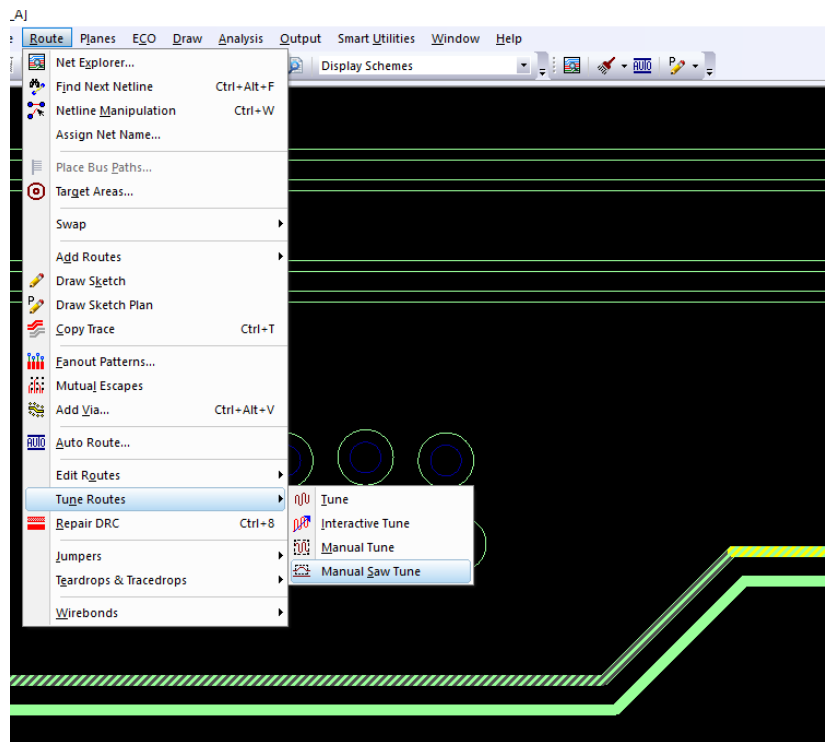 _A]
Route Planes ECO Draw Analysis Output Smart Utilities Window Help
Display Schemes
AUTO
P
Net Explorer...
Find Next Netline Ctrl+Alt+F
Netline Manipulation Ctrl+W
Assign Net Name...
Place Bus Paths...
Target Areas...
Swap
Add Routes
Draw Sketch
P Draw Sketch Plan
Copy Trace Ctrl+T
Fanout Patterns...
Mutual Escapes
Add Via... Ctrl+Alt+V
AUTO Auto Route...
Edit Routes
Tune Routes
Repair DRC Ctrl+8
Jumpers
Teardrops & Tracedrops
Wirebonds
Tune
Interactive Tune
Manual Tune
Manual Saw Tune